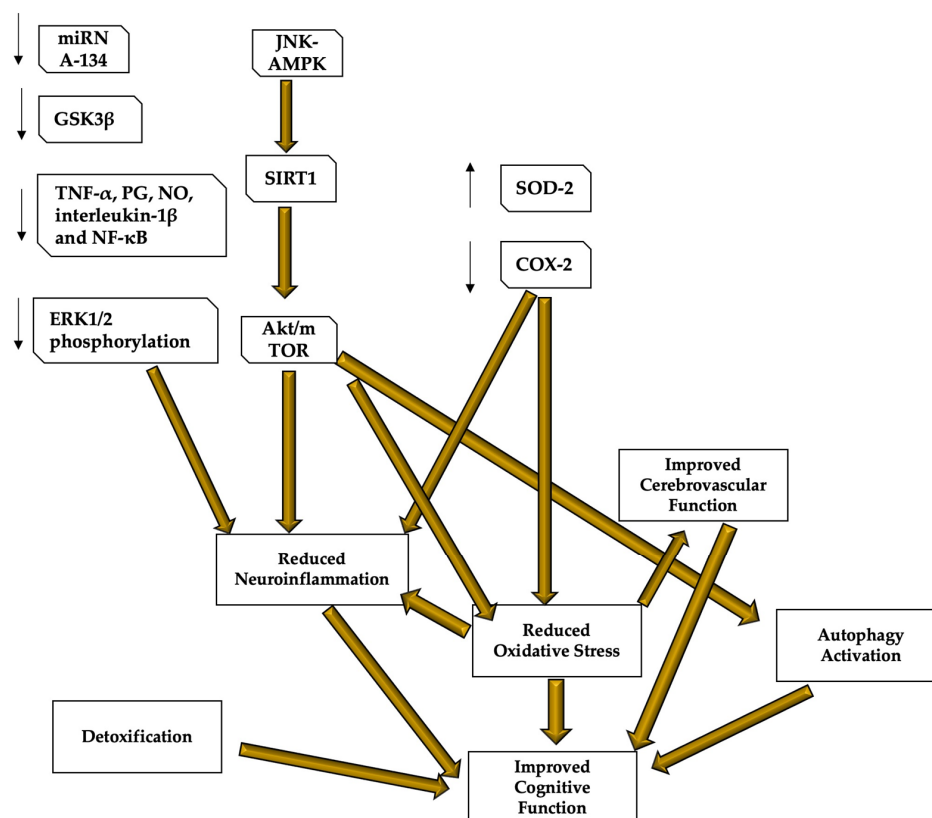 miRN
A-134
GSK3β
TNF-α, PG, NO,
interleukin-1β
and NF-κB
ERK1/2
phosphorylation
JNK-
AMPK
SIRT1
Akt/m
TOR
SOD-2
COX-2
Improved
Cerebrovascular
Function
Reduced
Neuroinflammation
Reduced
Oxidative Stress
Autophagy
Activation
Detoxification
Improved
Cognitive
Function